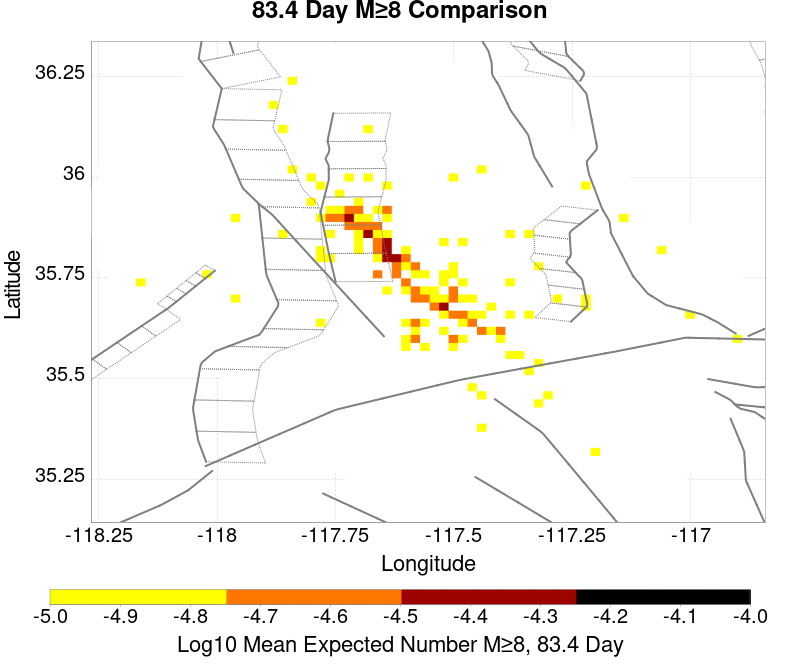 83.4 Day M≥8 Comparison
36.25
36
35.75
35.5
35.25
Latitude
-118.25 -118 -117.75 -117.5 -117.25 -117
Longitude
-5.0 -4.9 -4.8 -4.7 -4.6 -4.5 -4.4 -4.3 -4.2 -4.1 -4.0
Log10 Mean Expected Number M≥8, 83.4 Day